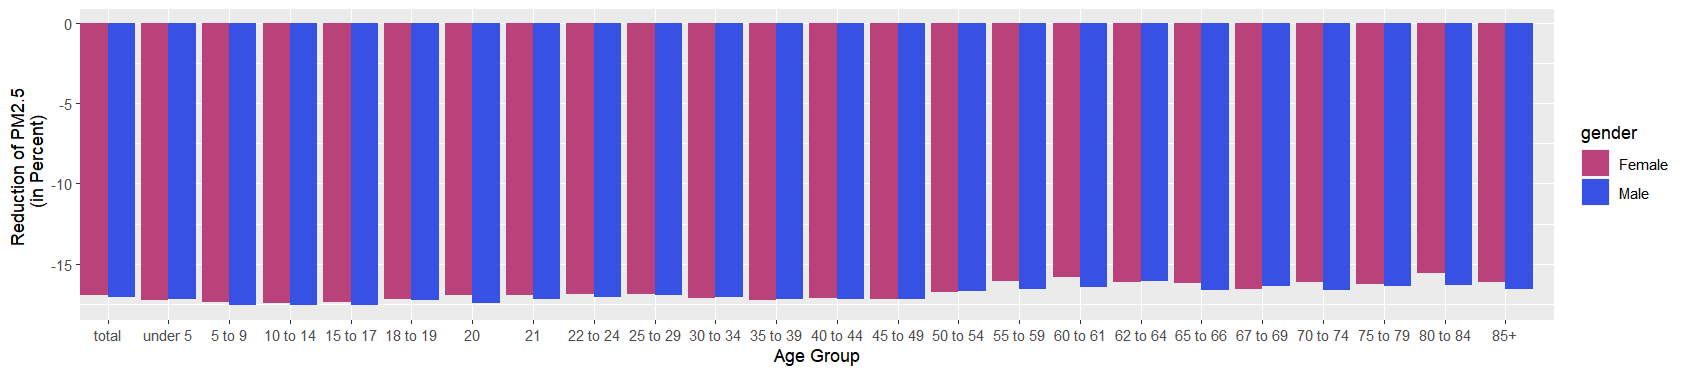 Reduction of PM2.5
(in Percent)
0
-5
-10
-15
total under 5 5 to 9 10 to 14 15 to 17 18 to 19 20 21 22 to 24 25 to 29 30 to 34 35 to 39 40 to 44 45 to 49 50 to 54 55 to 59 60 to 61 62 to 64 65 to 66 67 to 69 70 to 74 75 to 79 80 to 84 85+
Age Group
gender
Female
Male